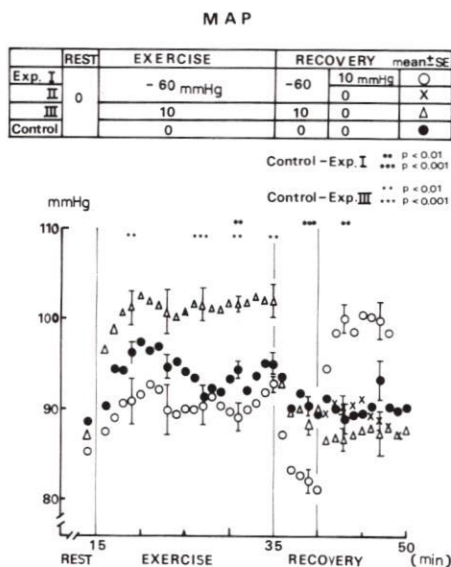 MAP
REST EXERCISE RECOVERY mean±SE
Exp. I 0 - 60 mmHg -60 10 mmHg ○
II 0 X
III 10 10 0 △
Control 0 0 0 ●
Control-Exp.I ** p < 0.01
*** p < 0.001
Control-Exp.III ** p < 0.01
*** p < 0.001
mmHg
110
** *** ** ** *** **
100
90
80
15 35 50 (min)
REST EXERCISE RECOVERY